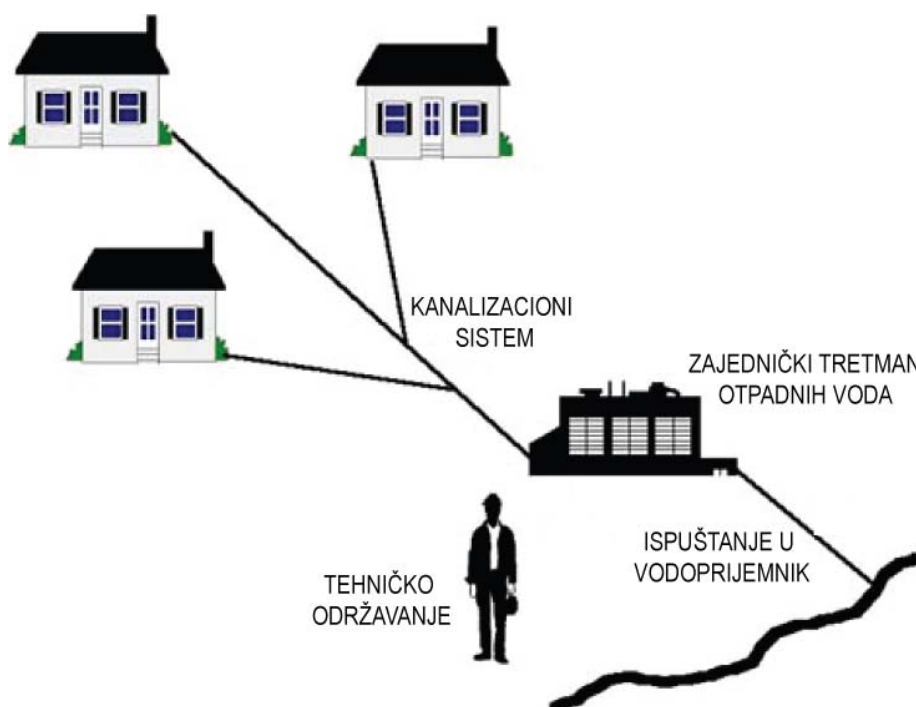 KANALIZACIONI
SISTEM
ZAJEDNIČKI TRETMAN
OTPADNIH VODA
ISPUŠTANJE U
VODOPRIJEMNIK
TEHNIČKO
ODRŽAVANJE